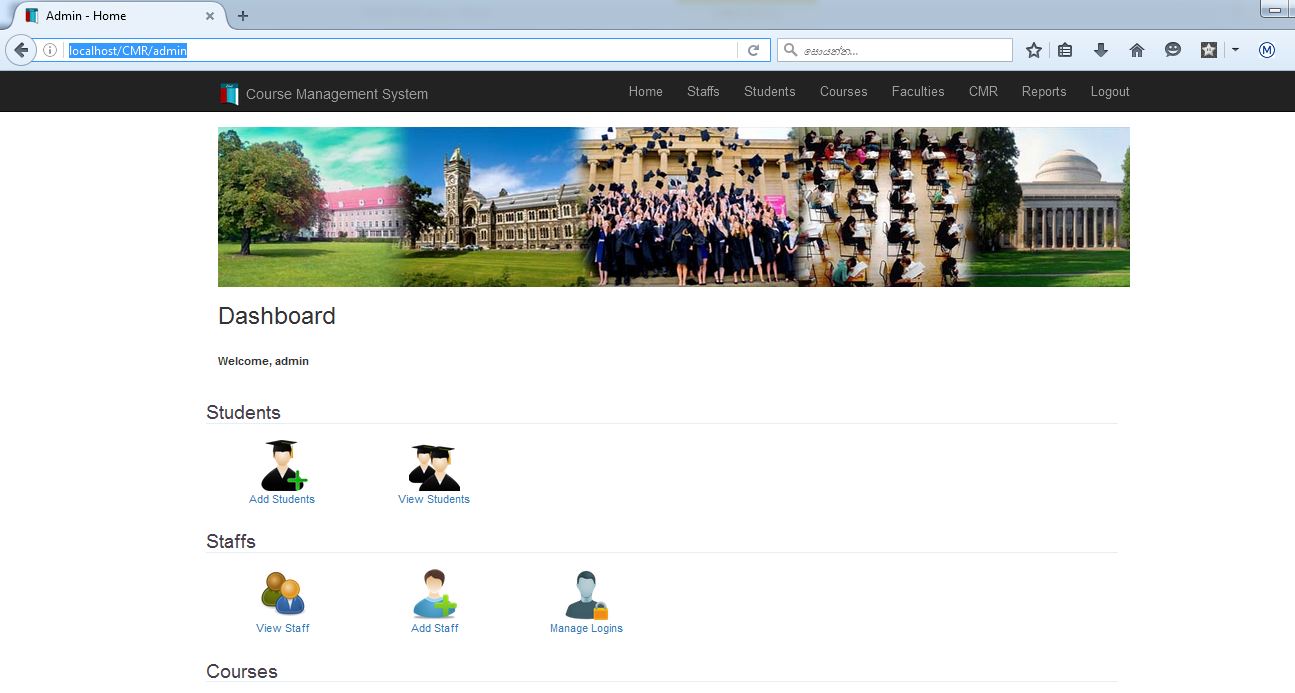 Admin - Home
localhost/CMR/admin
සොයන්න...
Course Management System
Home Staffs Students Courses Faculties CMR Reports Logout
Dashboard
Welcome, admin
Students
Add Students View Students
Staffs
View Staff Add Staff Manage Logins
Courses